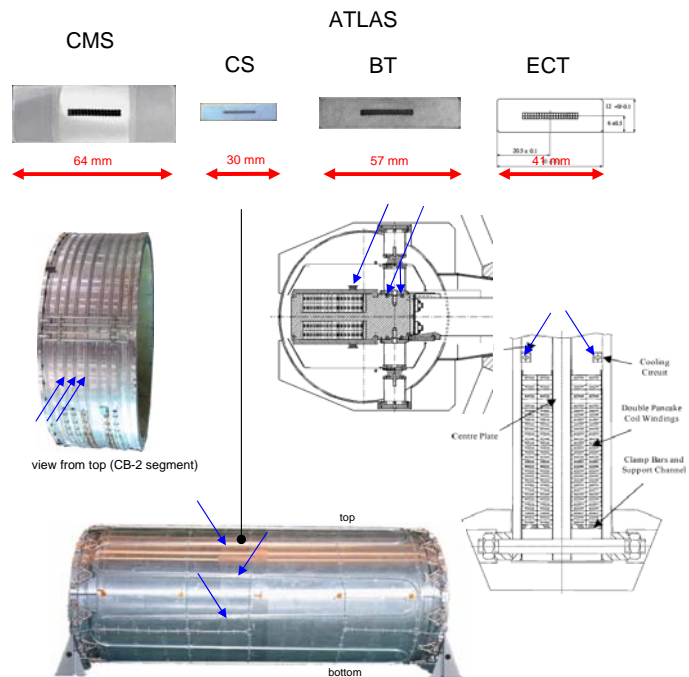 ATLAS
CMS
CS
BT
ECT
12 +0/-0.1
6 ±0.5
20.5 ± 0.1
64 mm
30 mm
57 mm
41 mm
Cooling
Circuit
Double Pancake
Coil Windings
Centre Plate
Clamp Bars and
Support Channel
view from top (CB-2 segment)
top
bottom